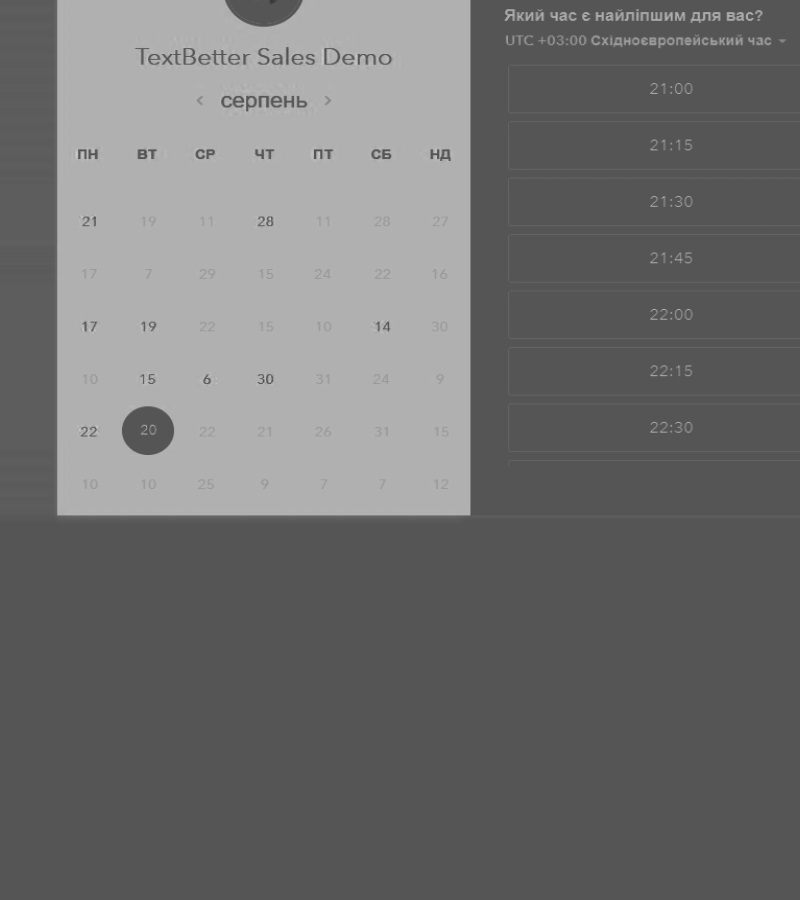 TextBetter Sales Demo
серпень
ПН ВТ СР ЧТ ПТ СБ НД
21 19 11 28 11 28 27
17 7 29 15 24 22 16
17 19 22 15 10 14 30
10 15 6 30 31 24 9
22 20 22 21 26 31 15
10 10 25 9 7 7 12
Який час є найліпшим для вас?
UTC +03:00 Східноєвропейський час
21:00
21:15
21:30
21:45
22:00
22:15
22:30